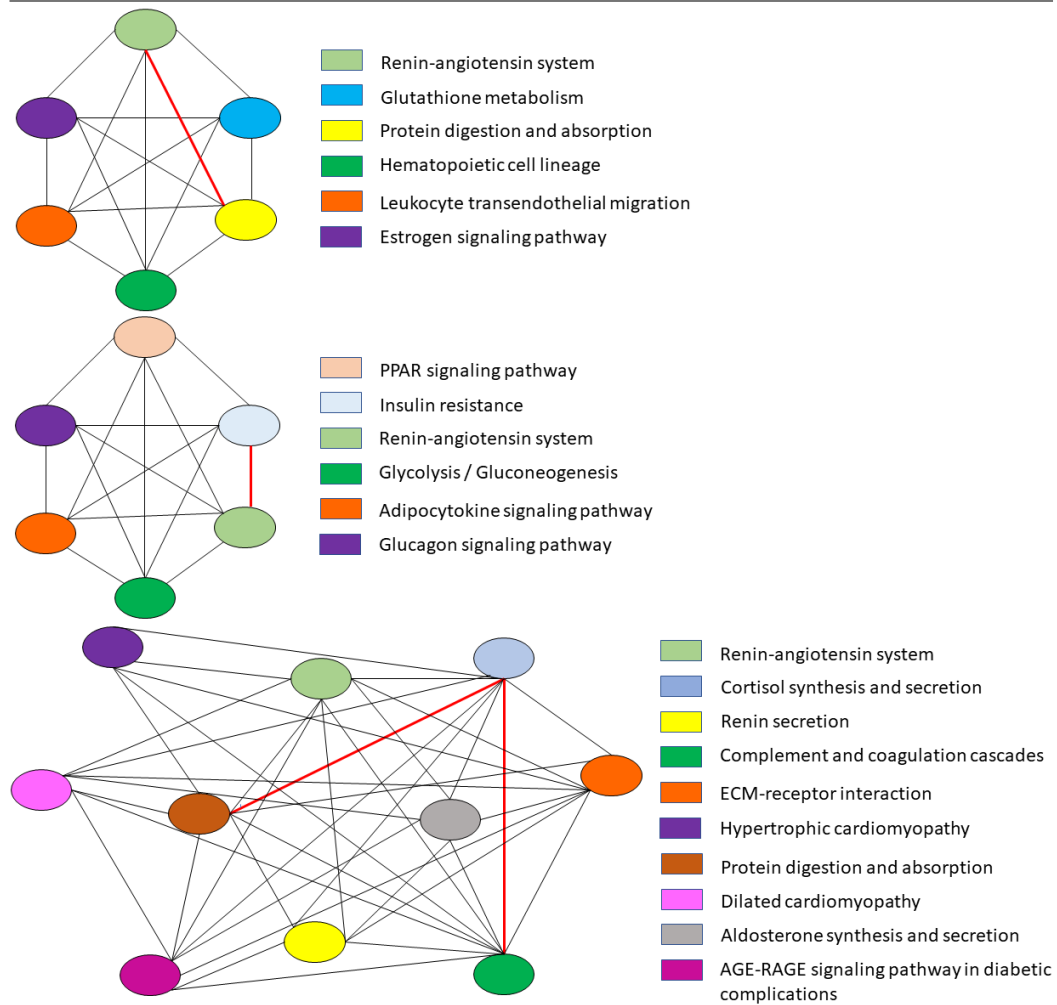 Renin-angiotensin system
Glutathione metabolism
Protein digestion and absorption
Hematopoietic cell lineage
Leukocyte transendothelial migration
Estrogen signaling pathway
PPAR signaling pathway
Insulin resistance
Renin-angiotensin system
Glycolysis / Gluconeogenesis
Adipocytokine signaling pathway
Glucagon signaling pathway
Renin-angiotensin system
Cortisol synthesis and secretion
Renin secretion
Complement and coagulation cascades
ECM-receptor interaction
Hypertrophic cardiomyopathy
Protein digestion and absorption
Dilated cardiomyopathy
Aldosterone synthesis and secretion
AGE-RAGE signaling pathway in diabetic
complications